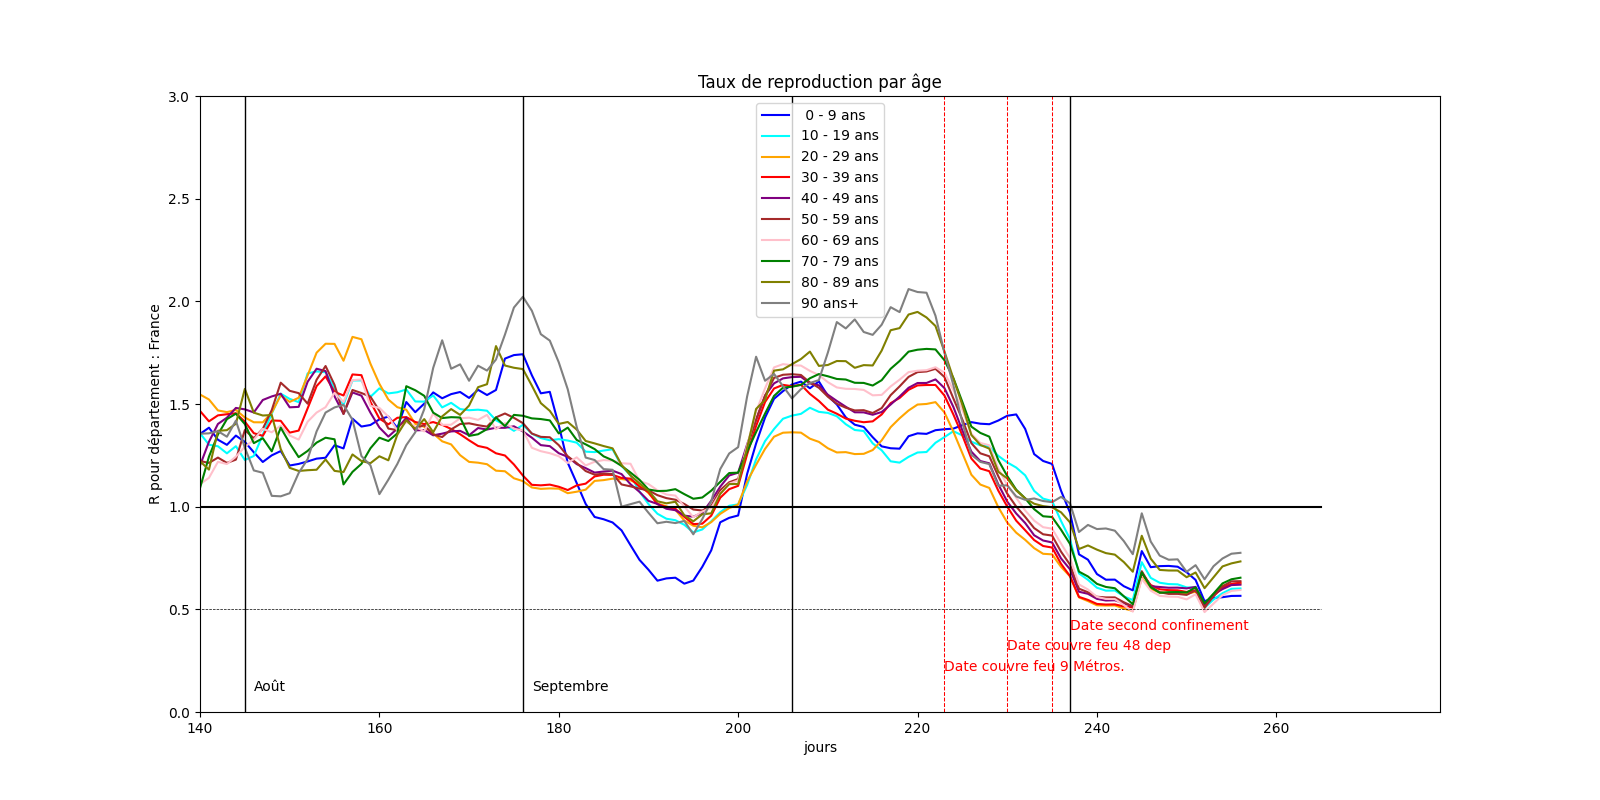 Taux de reproduction par âge
3.0
2.5
2.0
1.5
1.0
0.5
0.0
R pour département : France
0 - 9 ans
10 - 19 ans
20 - 29 ans
30 - 39 ans
40 - 49 ans
50 - 59 ans
60 - 69 ans
70 - 79 ans
80 - 89 ans
90 ans+
Date second confinement
Date couvre feu 48 dep
Date couvre feu 9 Métros.
Août
Septembre
140
160
180
200
220
240
260
jours